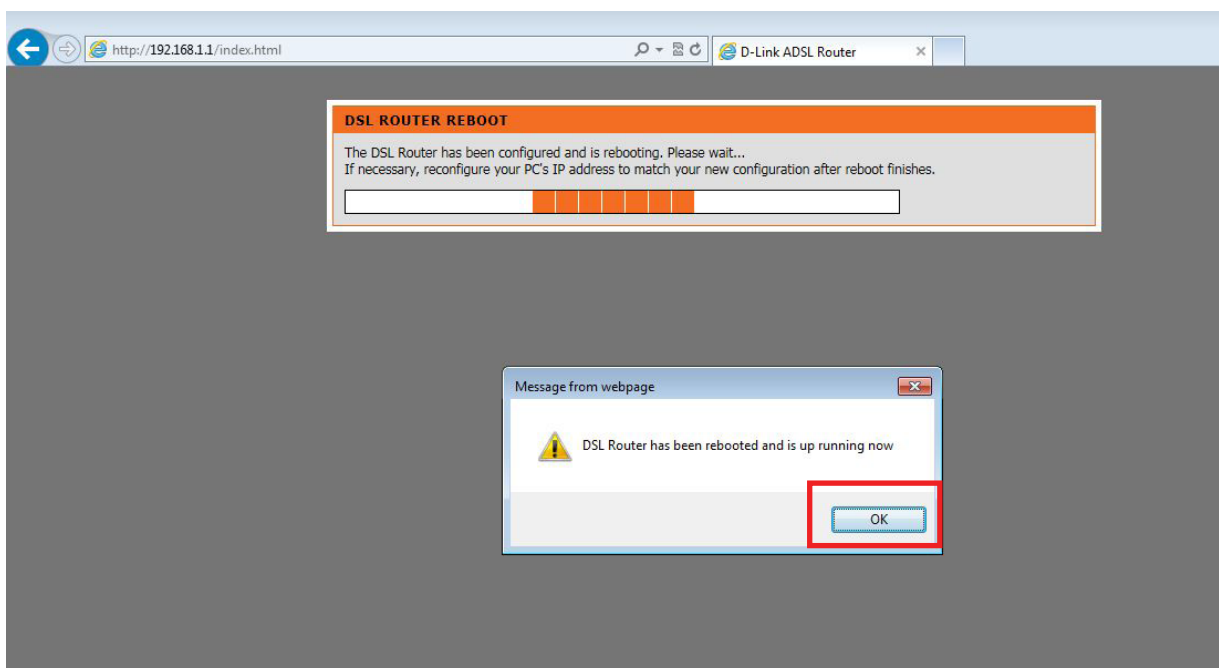 http://192.168.1.1/index.html
D-Link ADSL Router
DSL ROUTER REBOOT
The DSL Router has been configured and is rebooting. Please wait...
If necessary, reconfigure your PC's IP address to match your new configuration after reboot finishes.
Message from webpage
DSL Router has been rebooted and is up running now
OK